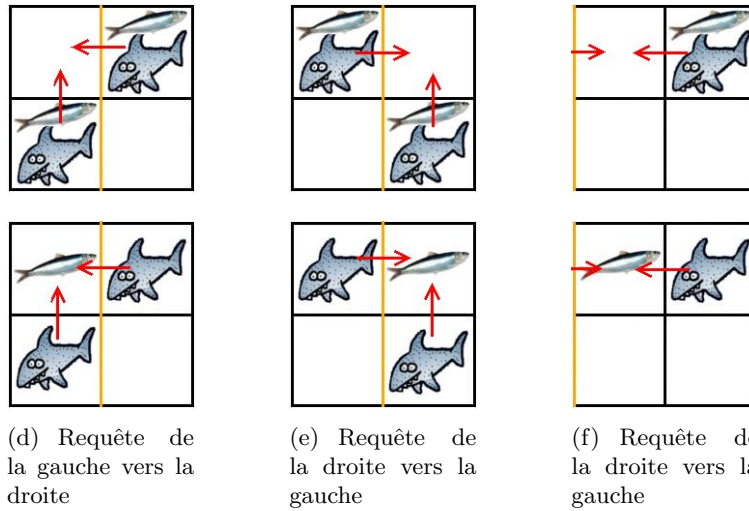 (d) Requête de
la gauche vers la
droite
(e) Requête de
la droite vers la
gauche
(f) Requête
la droite vers
gauche